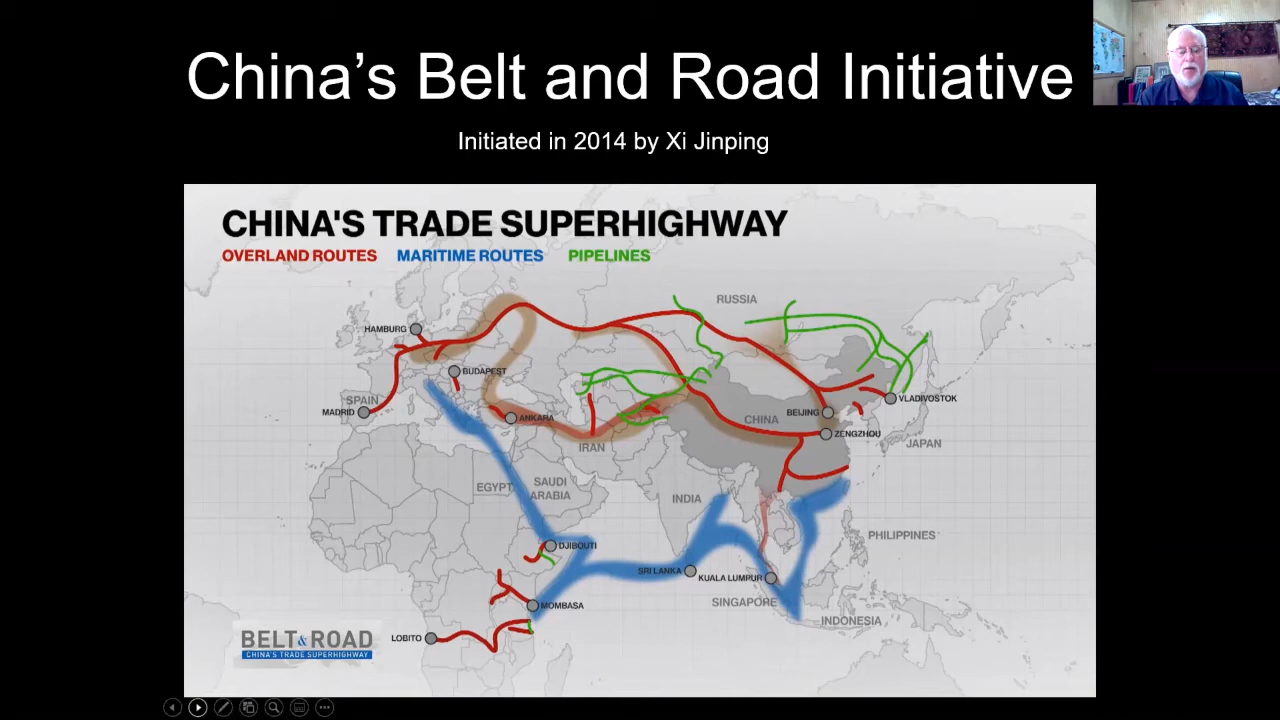 China's Belt and Road Initiative
Initiated in 2014 by Xi Jinping
CHINA'S TRADE SUPERHIGHWAY
OVERLAND ROUTES MARITIME ROUTES PIPELINES
RUSSIA
HAMBURG
BUDAPEST
SPAIN
MADRID
ANKARA
VLADIVOSTOK
BEIJING
CHINA
ZENGZHOU
JAPAN
IRAN
EGYPT
SAUDI
ARABIA
INDIA
PHILIPPINES
DJIBOUTI
SRI LANKA
KUALA LUMPUR
SINGAPORE
MOMBASA
INDONESIA
LOBITO
BELT & ROAD
CHINA'S TRADE SUPERHIGHWAY